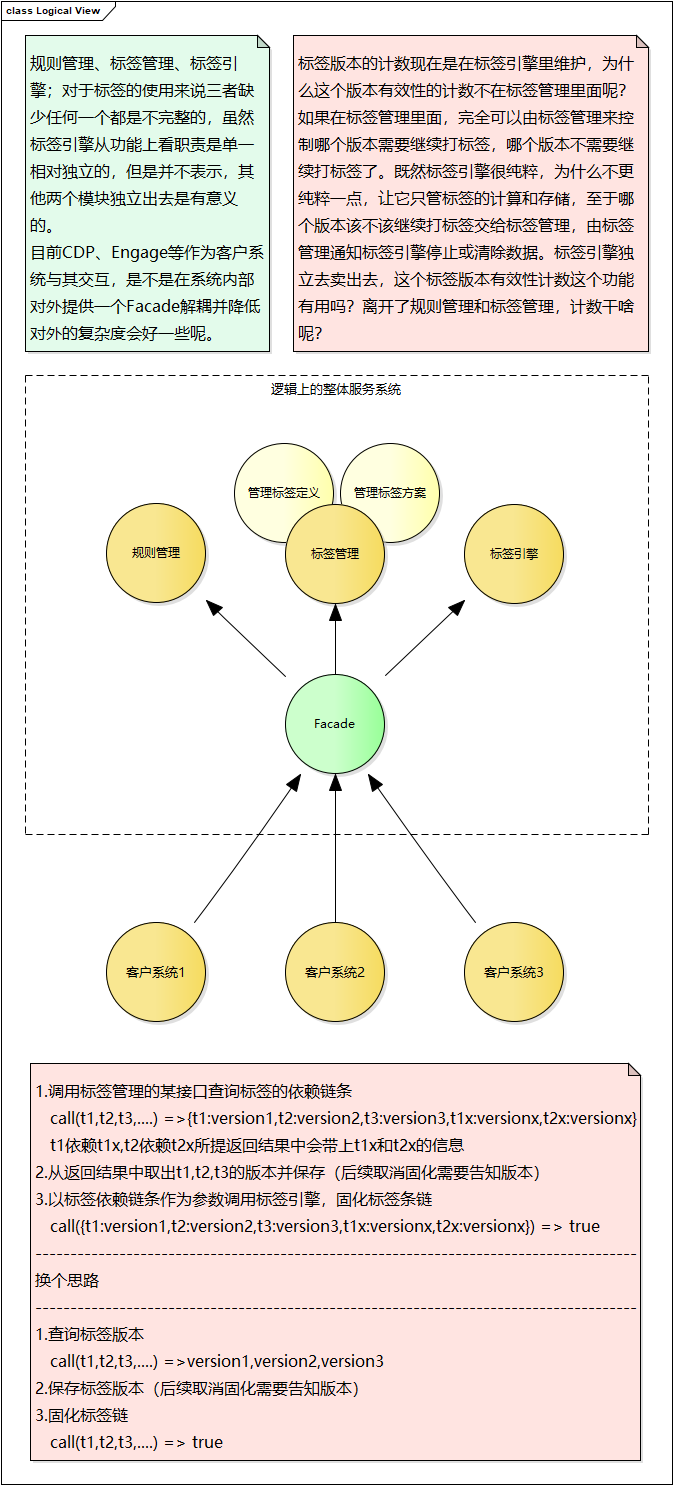 class Logical View
规则管理、标签管理、标签引
擎；对于标签的使用来说三者缺
少任何一个都是不完整的，虽然
标签引擎从功能上看职责是单一
相对独立的，但是并不表示，其
他两个模块独立出去是有意义
的。
目前CDP、Engage等作为客户系
统与其交互，是不是在系统内部
对外提供一个Facade解耦并降低
对外的复杂度会好一些呢。
标签版本的计数现在是在标签引擎里维护，为什
么这个版本有效性的计数不在标签管理里面呢？
如果在标签管理里面，完全可以由标签管理来控
制哪个版本需要继续打标签，哪个版本不需要继
续打标签了。既然标签引擎很纯粹，为什么不更
纯粹一点，让它只管标签的计算和存储，至于哪
个版本该不该继续打标签交给标签管理，由标签
管理通知标签引擎停止或清除数据。标签引擎独
立去卖出去，这个标签版本有效性计数这个功能
有用吗？离开了规则管理和标签管理，计数干啥
呢？
逻辑上的整体服务系统
管理标签定义
管理标签方案
规则管理
标签管理
标签引擎
Facade
客户系统1
客户系统2
客户系统3
1.调用标签管理的某接口查询标签的依赖链条
call(t1,t2,t3,....) =>{t1:version1,t2:version2,t3:version3,t1x:versionx,t2x:versionx}
t1依赖t1x,t2依赖t2x所提返回结果中会带上t1x和t2x的信息
2.从返回结果中取出t1,t2,t3的版本并保存（后续取消固化需要告知版本）
3.以标签依赖链条作为参数调用标签引擎，固化标签条链
call({t1:version1,t2:version2,t3:version3,t1x:versionx,t2x:versionx}) => true
--------------------------------------------------------------------------------------
换个思路
--------------------------------------------------------------------------------------
1.查询标签版本
call(t1,t2,t3,....) =>version1,version2,version3
2.保存标签版本（后续取消固化需要告知版本）
3.固化标签链
call(t1,t2,t3,....) => true